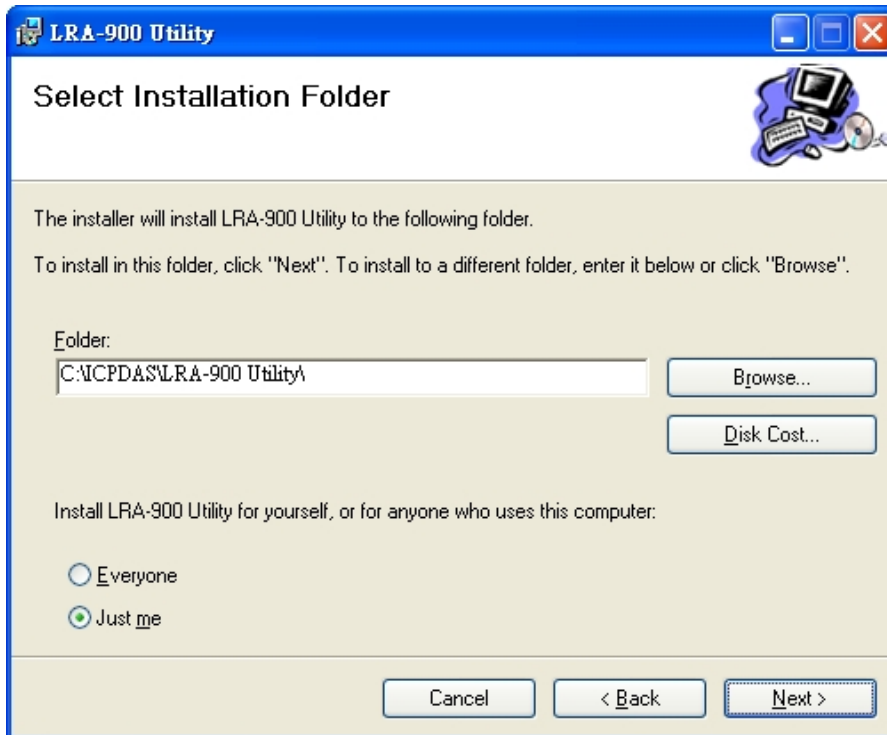 LRA-900 Utility
Select Installation Folder
The installer will install LRA-900 Utility to the following folder.
To install in this folder, click "Next". To install to a different folder, enter it below or click "Browse".
Folder:
C:\ICPDAS\LRA-900 Utility\
Browse...
Disk Cost...
Install LRA-900 Utility for yourself, or for anyone who uses this computer:
Everyone
Just me
Cancel
< Back
Next >